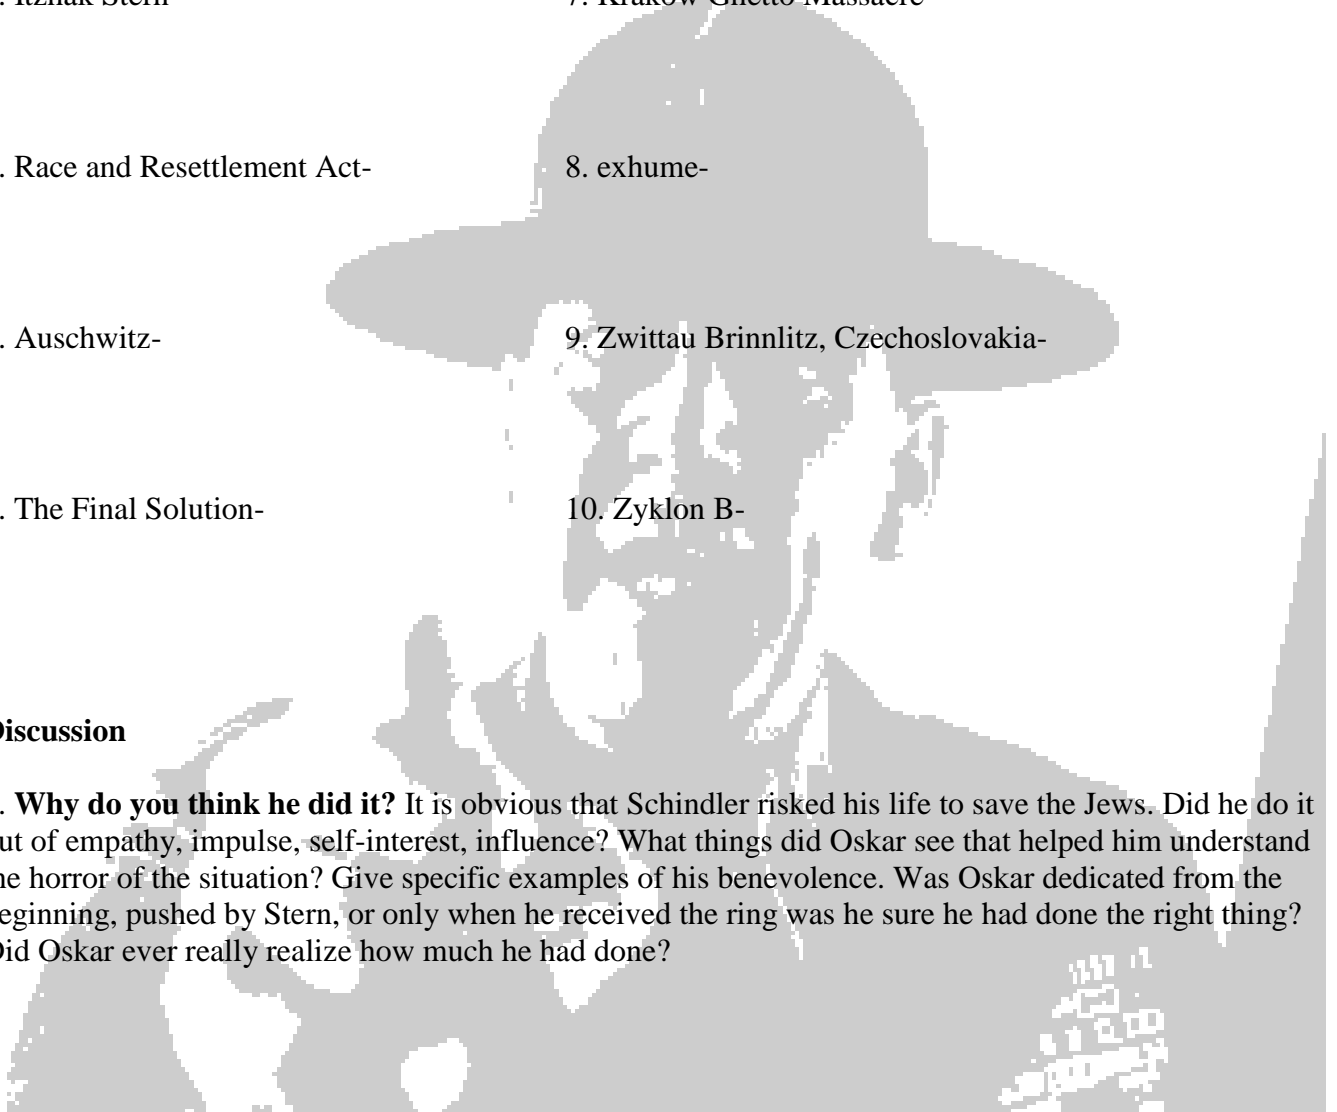 . Itzhak Stern 7. Krakow Ghetto Massacre
. Race and Resettlement Act- 8. exhume-
. Auschwitz- 9. Zwittau Brinnlitz, Czechoslovakia-
. The Final Solution- 10. Zyklon B-
Discussion
. Why do you think he did it? It is obvious that Schindler risked his life to save the Jews. Did he do it
ut of empathy, impulse, self-interest, influence? What things did Oskar see that helped him understand
he horror of the situation? Give specific examples of his benevolence. Was Oskar dedicated from the
eginning, pushed by Stern, or only when he received the ring was he sure he had done the right thing?
Did Oskar ever really realize how much he had done?